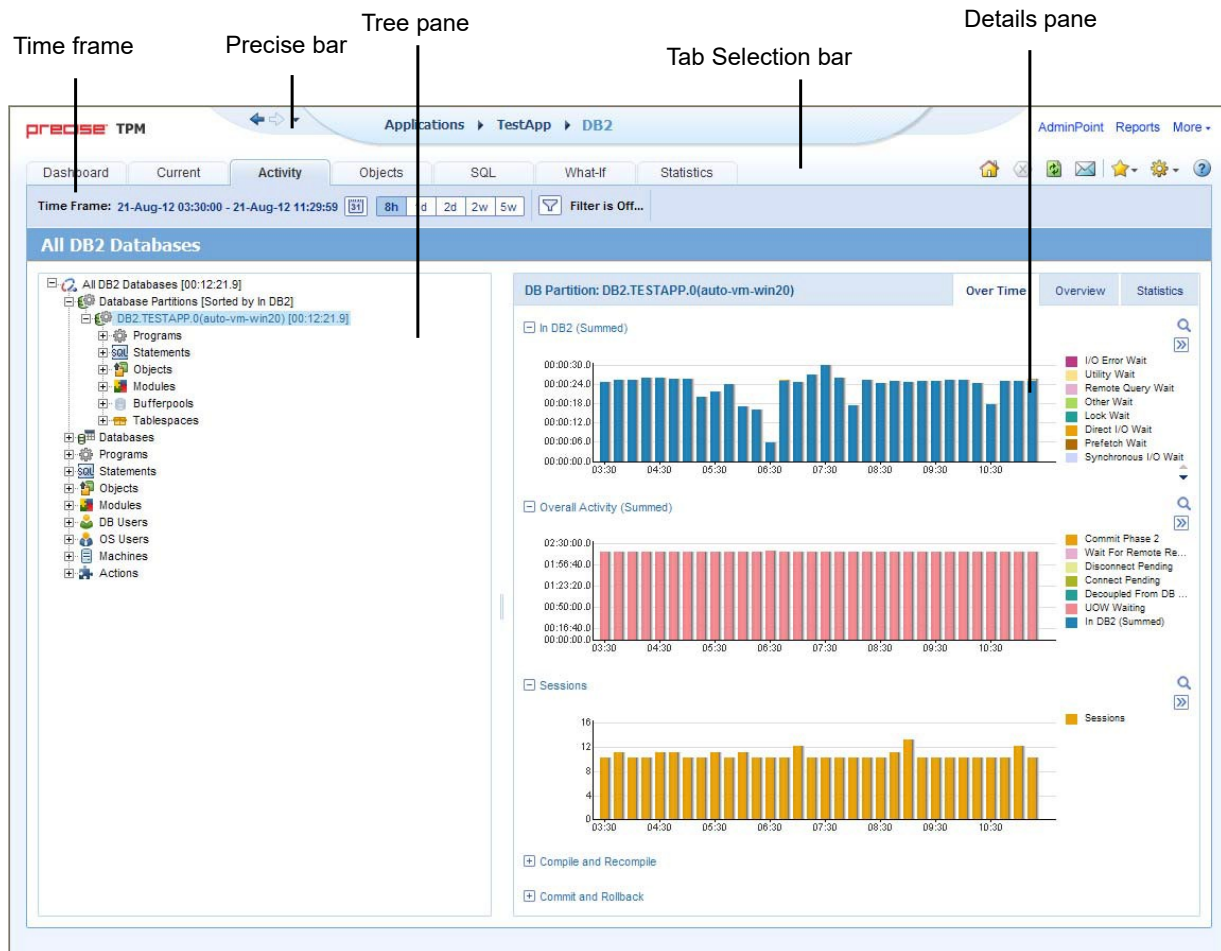 Time frame
Precise bar
Tree pane
Tab Selection bar
Details pane
precise TPM
Applications TestApp DB2
AdminPoint Reports More
Dashboard Current Activity Objects SQL What-If Statistics
Time Frame: 21-Aug-12 03:30:00 - 21-Aug-12 11:29:59 31 8h d 2d 2w 5w Filter is Off...
All DB2 Databases
All DB2 Databases [00:12:21.9]
Database Partitions [Sorted by In DB2]
DB2.TESTAPP.0(auto-vm-win20) [00:12:21.9]
Programs
SQL Statements
Objects
Modules
Bufferpools
Tablespaces
Databases
Programs
SQL Statements
Objects
Modules
DB Users
OS Users
Machines
Actions
DB Partition: DB2.TESTAPP.0(auto-vm-win20)
Over Time Overview Statistics
In DB2 (Summed)
00:00:30.0
00:00:24.0
00:00:18.0
00:00:12.0
00:00:06.0
00:00:00.0
03:30 04:30 05:30 06:30 07:30 08:30 09:30 10:30
I/O Error Wait
Utility Wait
Remote Query Wait
Other Wait
Lock Wait
Direct I/O Wait
Prefetch Wait
Synchronous I/O Wait
Overall Activity (Summed)
02:30:00.0
01:56:40.0
01:23:20.0
00:50:00.0
00:16:40.0
00:00:00.0
03:30 04:30 05:30 06:30 07:30 08:30 09:30 10:30
Commit Phase 2
Wait For Remote Re...
Disconnect Pending
Connect Pending
Decoupled From DB ...
UOW Waiting
In DB2 (Summed)
Sessions
16
12
8
4
0
03:30 04:30 05:30 06:30 07:30 08:30 09:30 10:30
Sessions
Compile and Recompile
Commit and Rollback